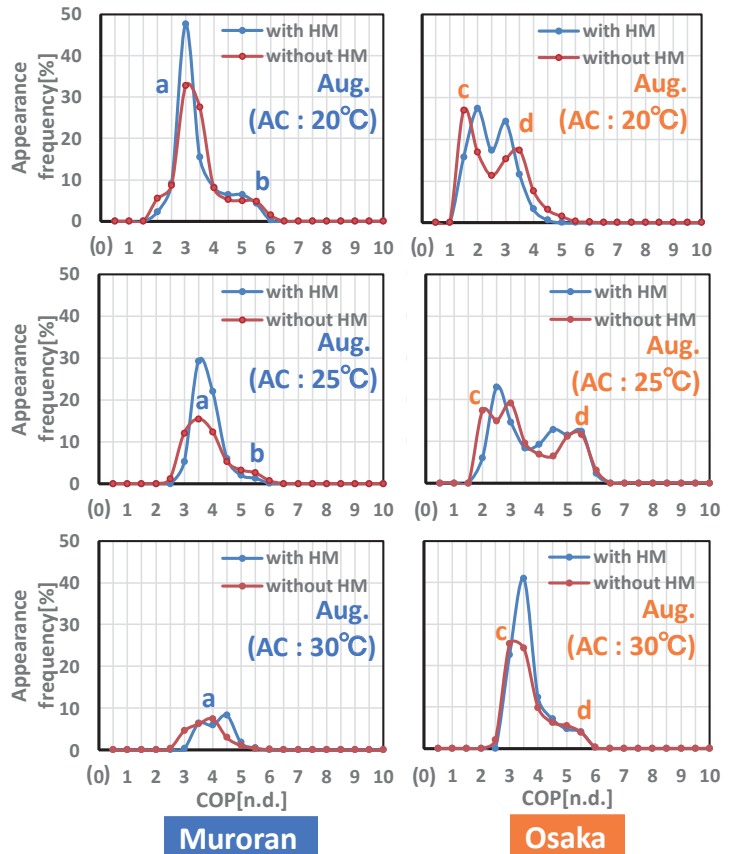 50
40
30
20
10
0
Appearance
frequency[%]
with HM
without HM
Aug.
(AC : 20℃)
a
b
(0) 1 2 3 4 5 6 7 8 9 10
with HM
without HM
Aug.
(AC : 20℃)
c
d
(0) 1 2 3 4 5 6 7 8 9 10
50
40
30
20
10
0
Appearance
frequency[%]
with HM
without HM
Aug.
(AC : 25℃)
a
b
(0) 1 2 3 4 5 6 7 8 9 10
with HM
without HM
Aug.
(AC : 25℃)
c
d
(0) 1 2 3 4 5 6 7 8 9 10
50
40
30
20
10
0
Appearance
frequency[%]
with HM
without HM
Aug.
(AC : 30℃)
a
(0) 1 2 3 4 5 6 7 8 9 10
COP[n.d.]
with HM
without HM
Aug.
(AC : 30℃)
c
d
(0) 1 2 3 4 5 6 7 8 9 10
COP[n.d.]
Muroran
Osaka